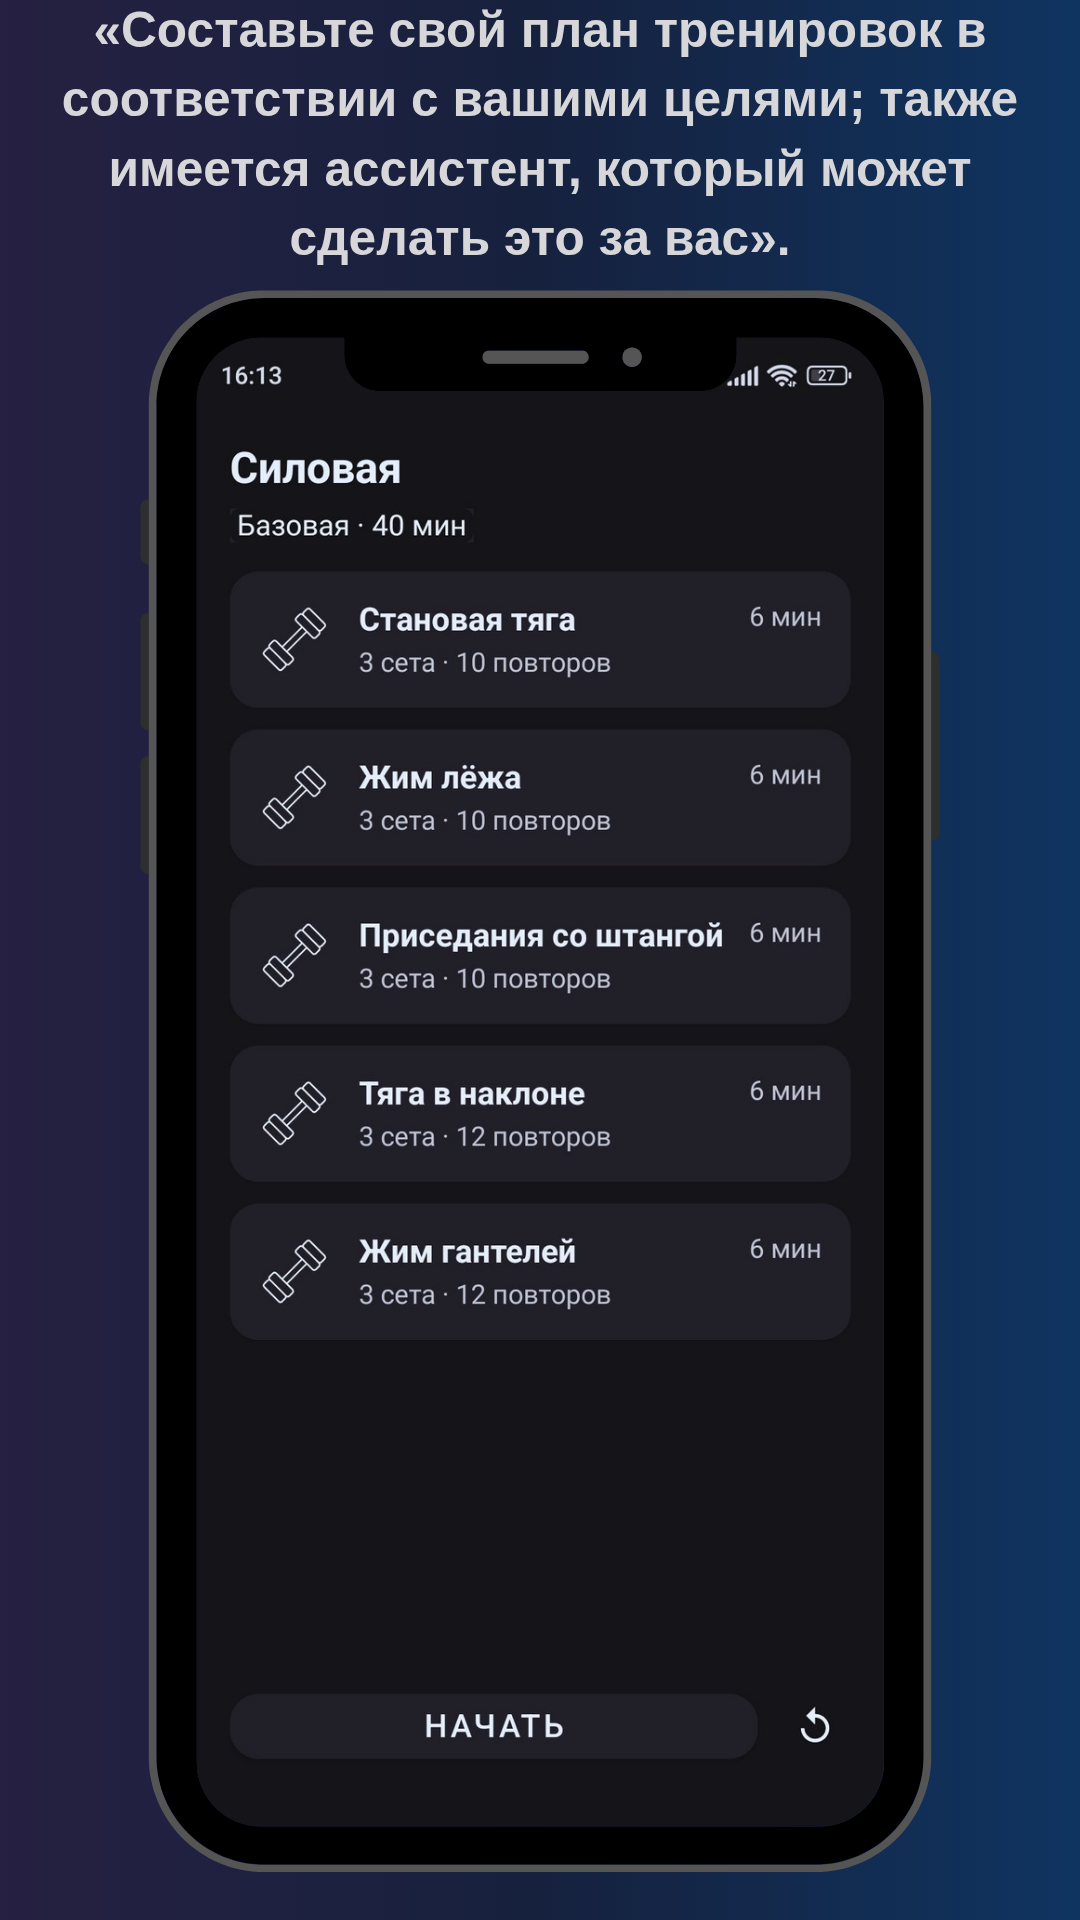 «Составьте свой план тренировок в
соответствии с вашими целями; также
имеется ассистент, который может
сделать это за вас».
16:13
27
Силовая
Базовая · 40 мин
Становая тяга
6 мин
3 сета · 10 повторов
Жим лёжа
6 мин
3 сета · 10 повторов
Приседания со штангой
6 мин
3 сета · 10 повторов
Тяга в наклоне
6 мин
3 сета · 12 повторов
Жим гантелей
6 мин
3 сета · 12 повторов
НАЧАТЬ